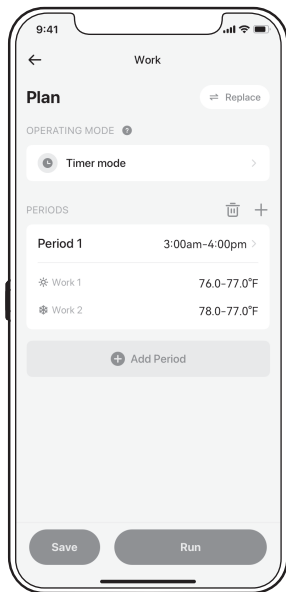 9:41
Work
Plan
Replace
OPERATING MODE ?
Timer mode
PERIODS
Period 1 3:00am-4:00pm
Work 1 76.0-77.0°F
Work 2 78.0-77.0°F
Add Period
Save Run